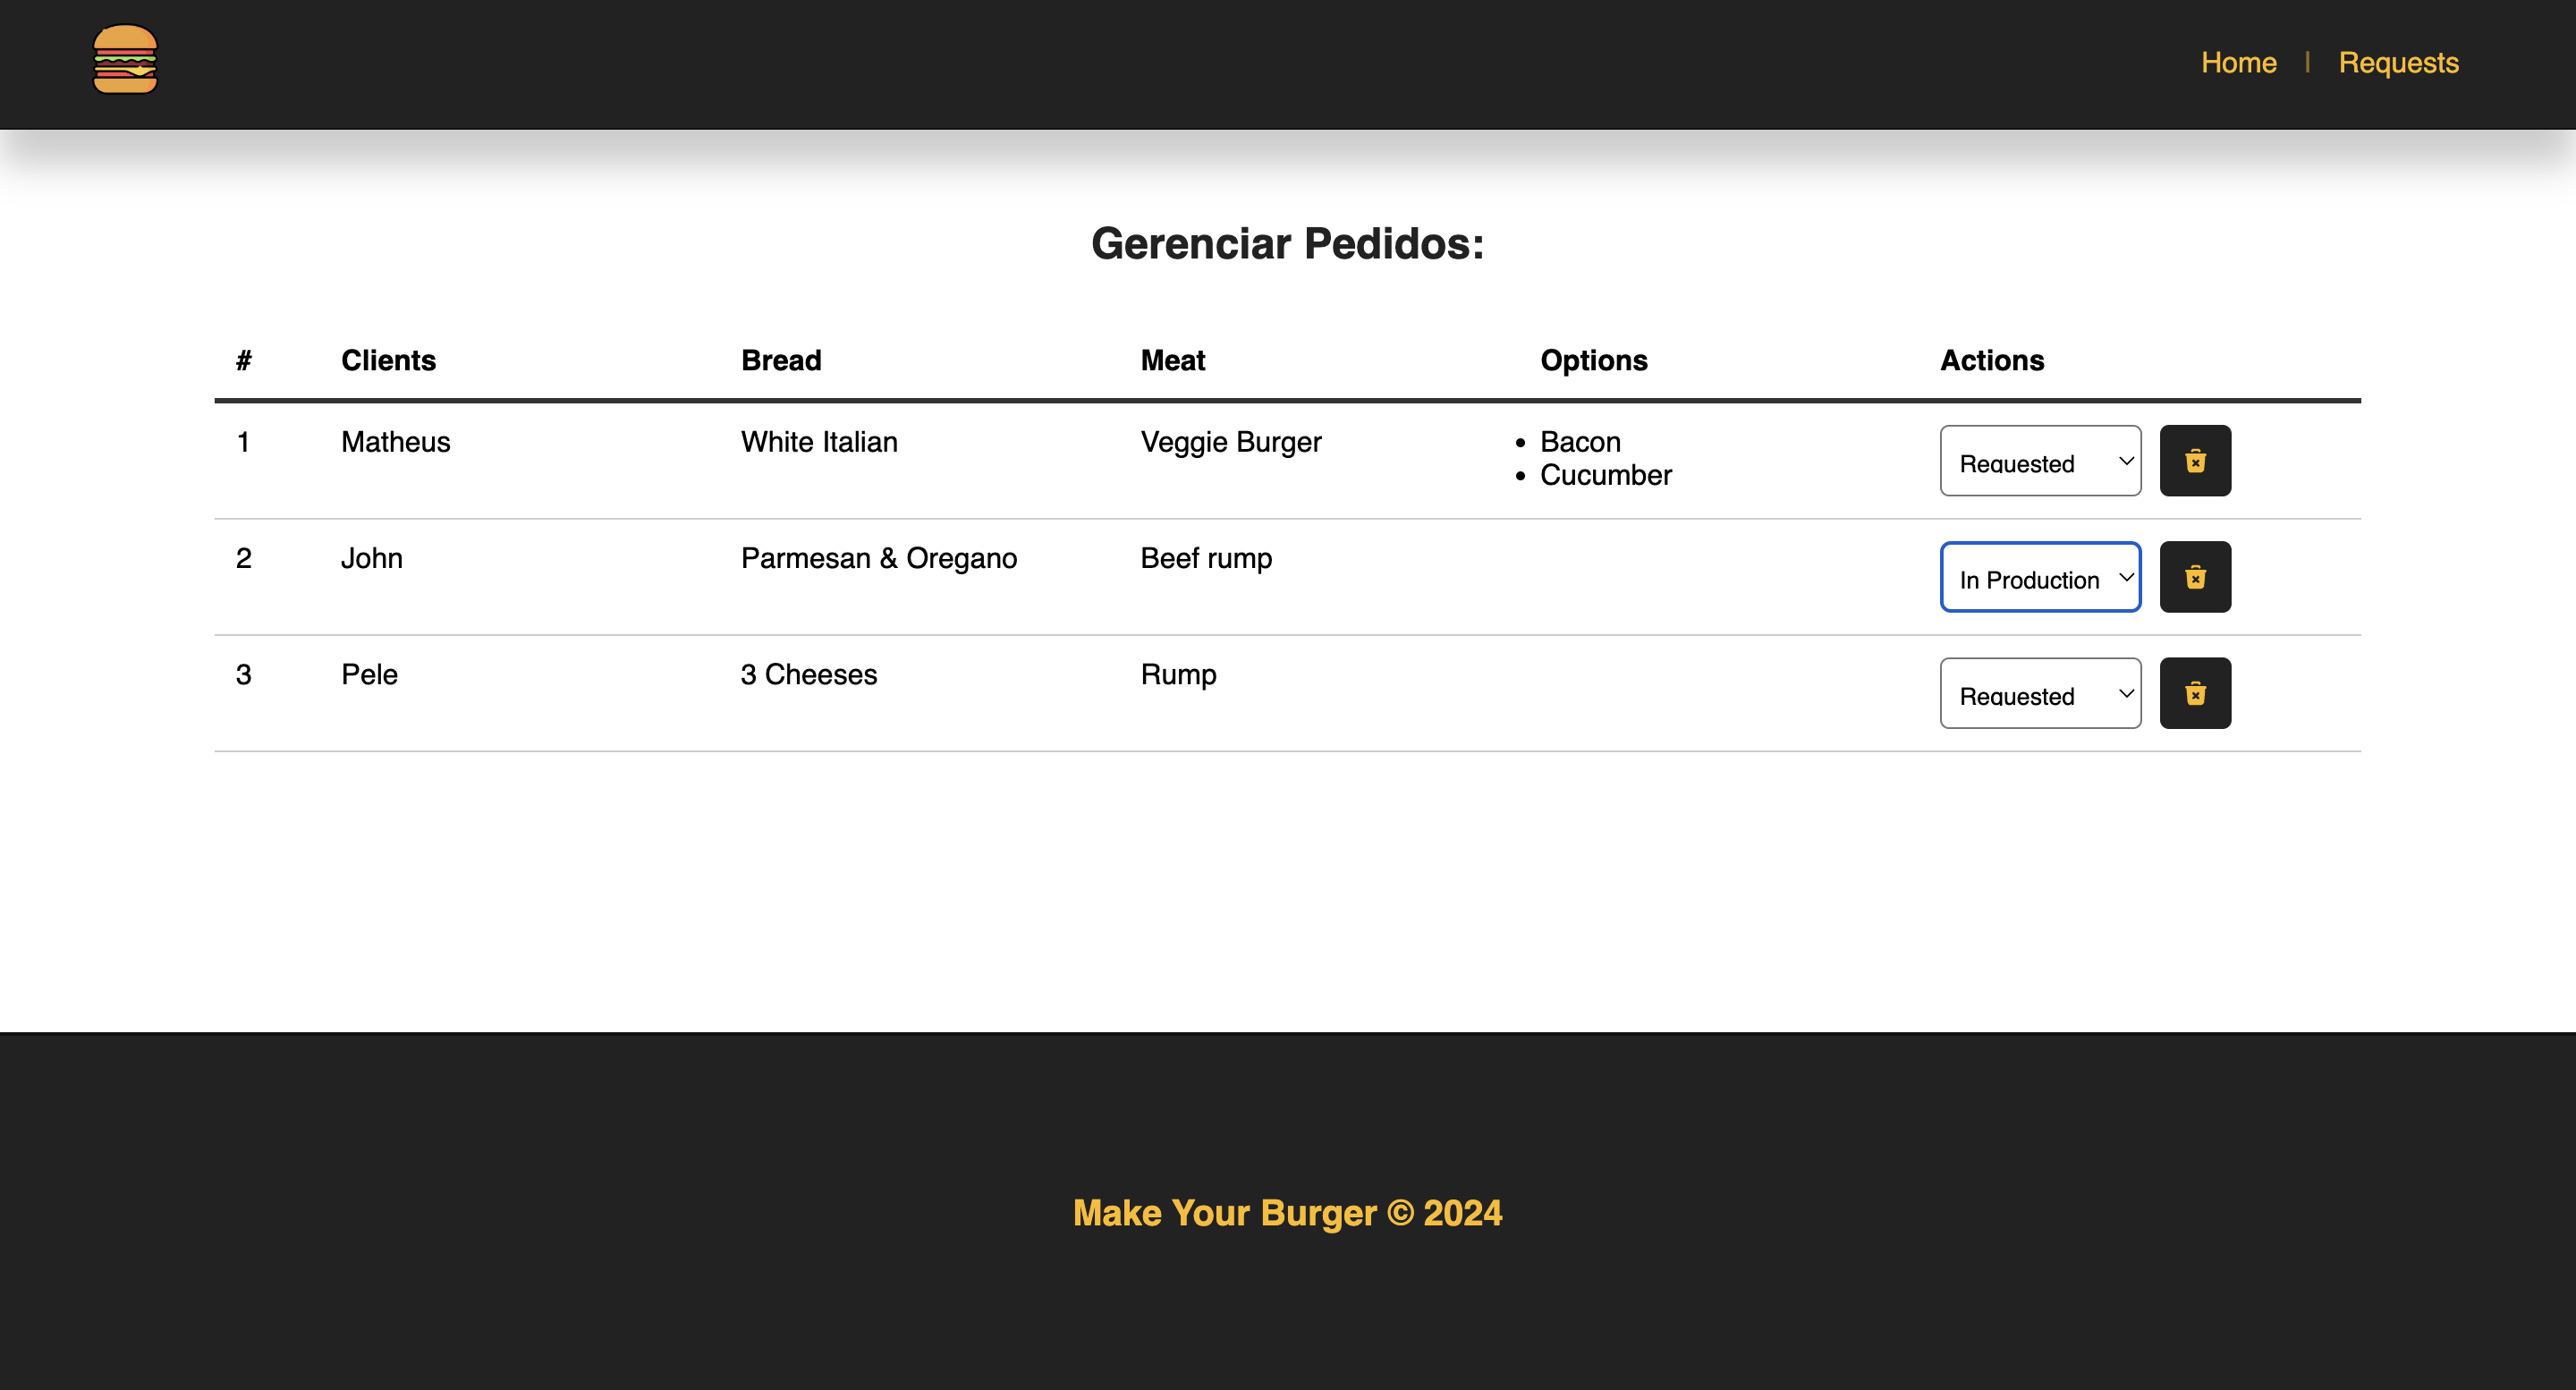 Home | Requests
Gerenciar Pedidos:
# Clients Bread Meat Options Actions
1 Matheus White Italian Veggie Burger • Bacon Requested
• Cucumber
2 John Parmesan & Oregano Beef rump In Production
3 Pele 3 Cheeses Rump Requested
Make Your Burger © 2024